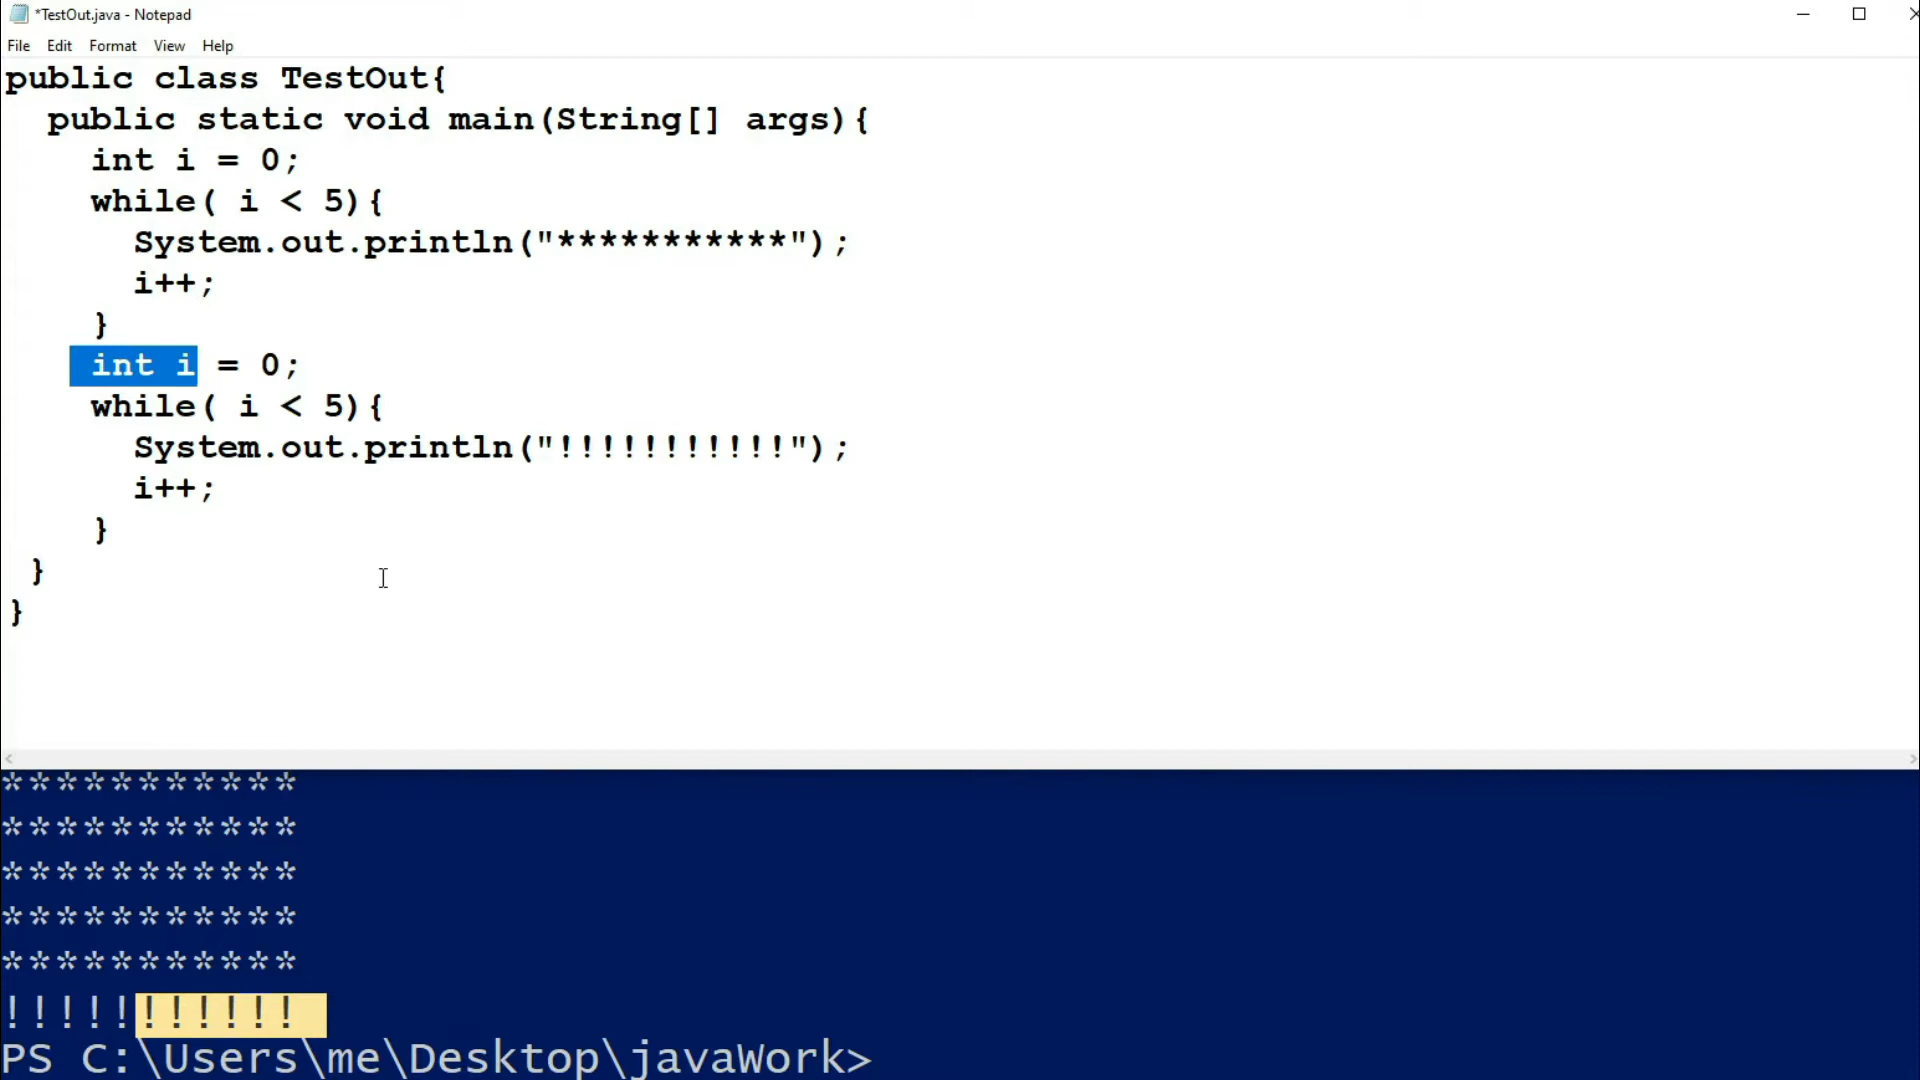 *TestOut.java - Notepad
File Edit Format View Help
public class TestOut{
  public static void main(String[] args){
    int i = 0;
    while( i < 5){
      System.out.println("***********");
      i++;
    }
    int i = 0;
    while( i < 5){
      System.out.println("!!!!!!!!!!!");
      i++;
    }
 }
}
***********
***********
***********
***********
***********
!!!!!!!!!!!
PS C:\Users\me\Desktop\javaWork>